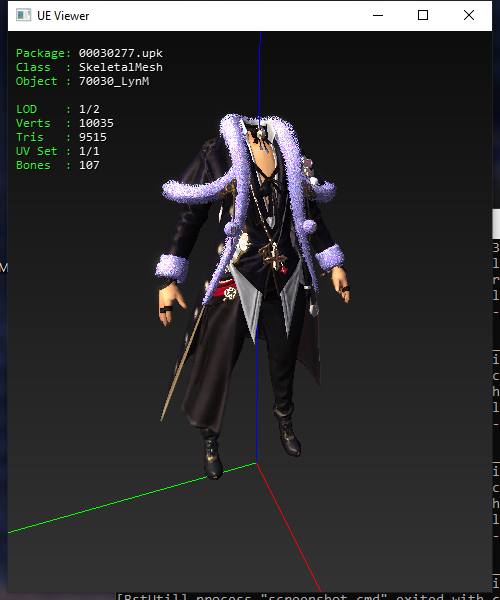 UE Viewer
Package: 00030277.upk
Class : SkeletalMesh
Object : 70030_LynM
LOD : 1/2
Verts : 10035
Tris : 9515
UV Set : 1/1
Bones : 107
M
3
l
r
l
-
i
c
h
l
-
i
c
h
l
-
i
[RstUtil] process "screenshot.cmd" exited with c